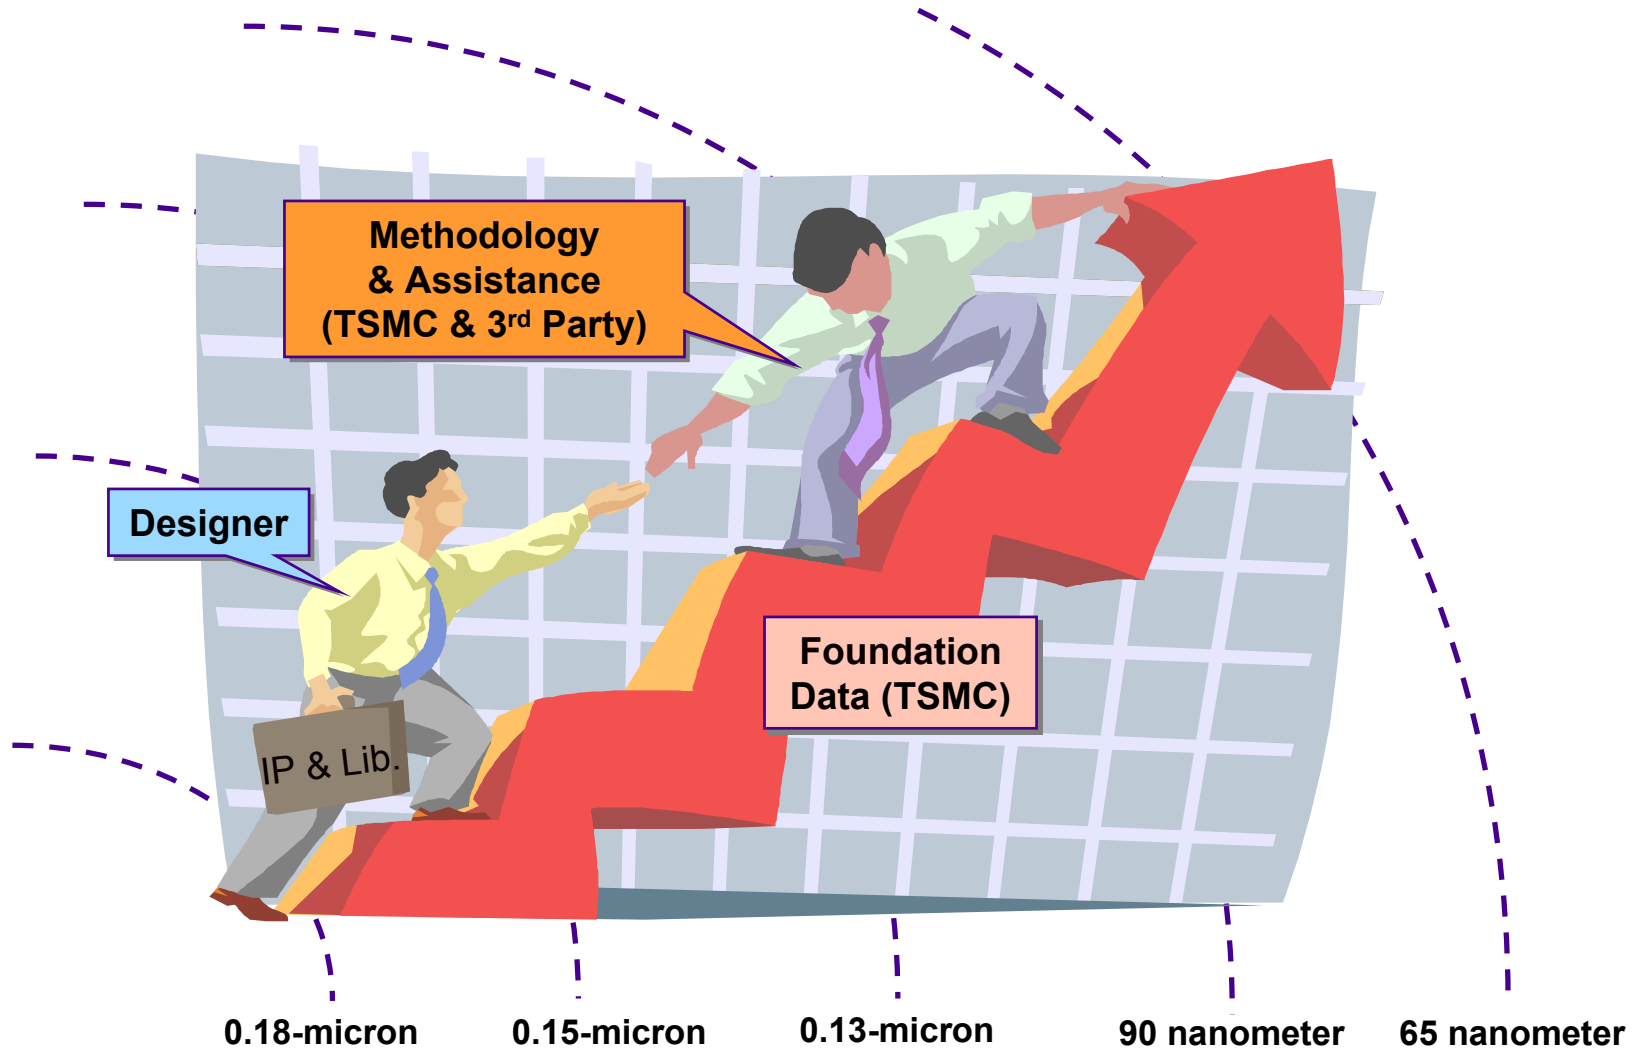 Methodology
& Assistance
(TSMC & 3rd Party)
Designer
Foundation
Data (TSMC)
IP & Lib.
0.18-micron
0.15-micron
0.13-micron
90 nanometer
65 nanometer